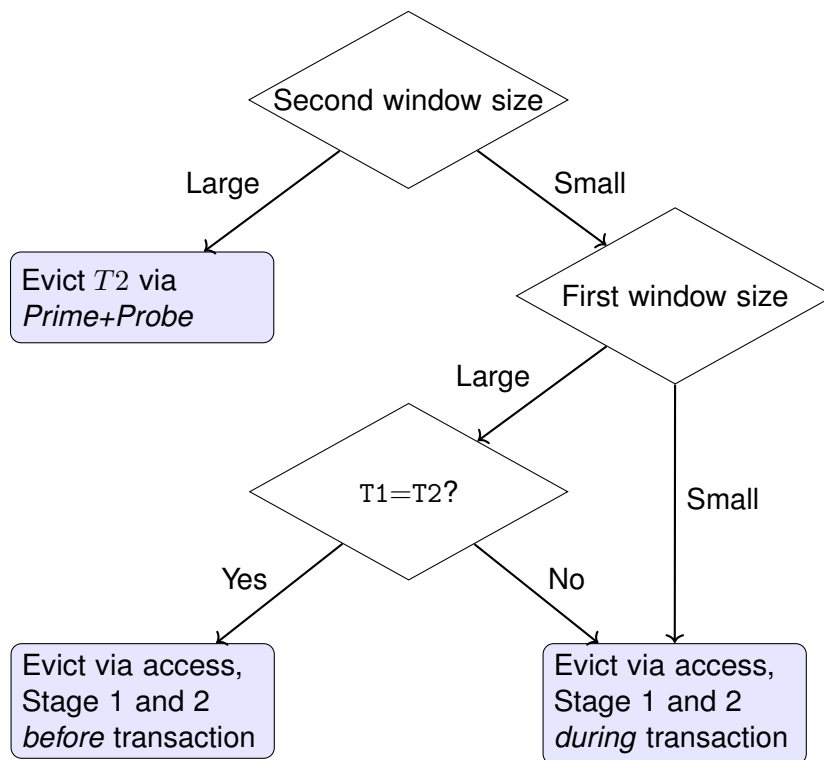 Second window size
Large
Small
Evict T2 via
Prime+Probe
First window size
Large
T1=T2?
Small
Yes
No
Evict via access,
Stage 1 and 2
before transaction
Evict via access,
Stage 1 and 2
during transaction